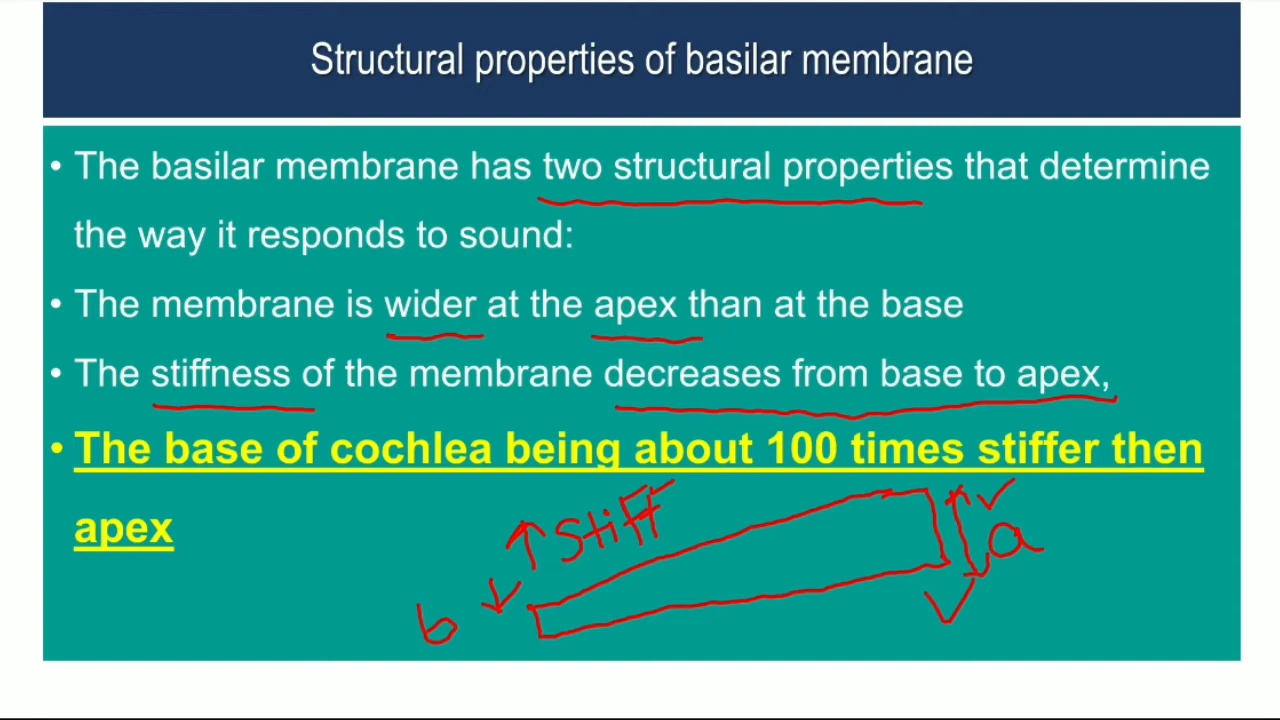 Structural properties of basilar membrane
• The basilar membrane has two structural properties that determine
the way it responds to sound:
• The membrane is wider at the apex than at the base
• The stiffness of the membrane decreases from base to apex,
• The base of cochlea being about 100 times stiffer then
apex
↑ stiff
b
a